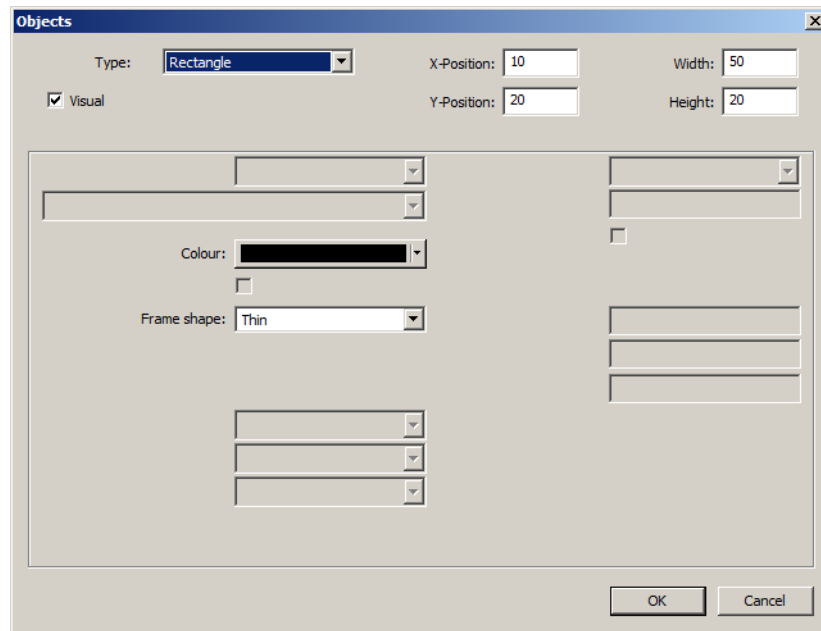 Objects
Type: Rectangle X-Position: 10 Width: 50
Visual Y-Position: 20 Height: 20
Colour:
Frame shape: Thin
OK Cancel